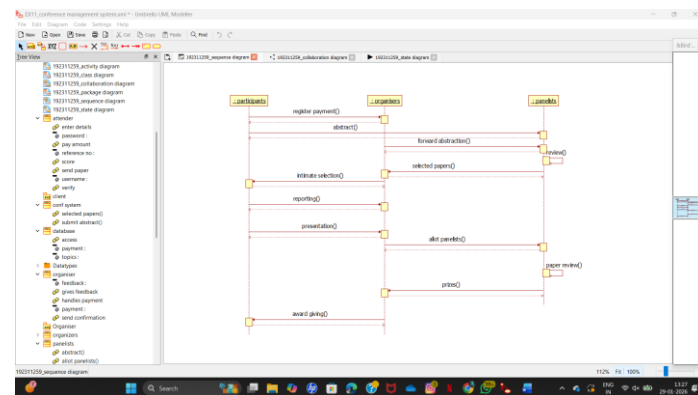 EX11_conference management system.xmi * - Umbrello UML Modeller
File Edit Diagram Code Settings Help
New Open Save Cut Copy Paste Find
Tree View
192311259_sequence diagram 192311259_collaboration diagram 192311259_state diagram
192311259_activity diagram
192311259_class diagram
192311259_collaboration diagram
192311259_package diagram
192311259_sequence diagram
192311259_state diagram
attender
enter details
password :
pay amount
reference no :
score
send paper
username :
verify
client
conf system
selected papers()
submit abstract()
database
access
payment :
topics :
Datatypes
organiser
feedback :
gives feedback
handles payment
payment :
send confirmation
Organiser
organizers
panelists
abstract()
allot panelists()
: participants
: organisers
: panelists
register payment()
abstract()
forward abstraction()
review()
selected papers()
intimate selection()
reporting()
presentation()
allot panelists()
paper review()
prizes()
award giving()
192311259_sequence diagram
112% Fit 100%
Search
ENG
IN
13:27
29-01-2026